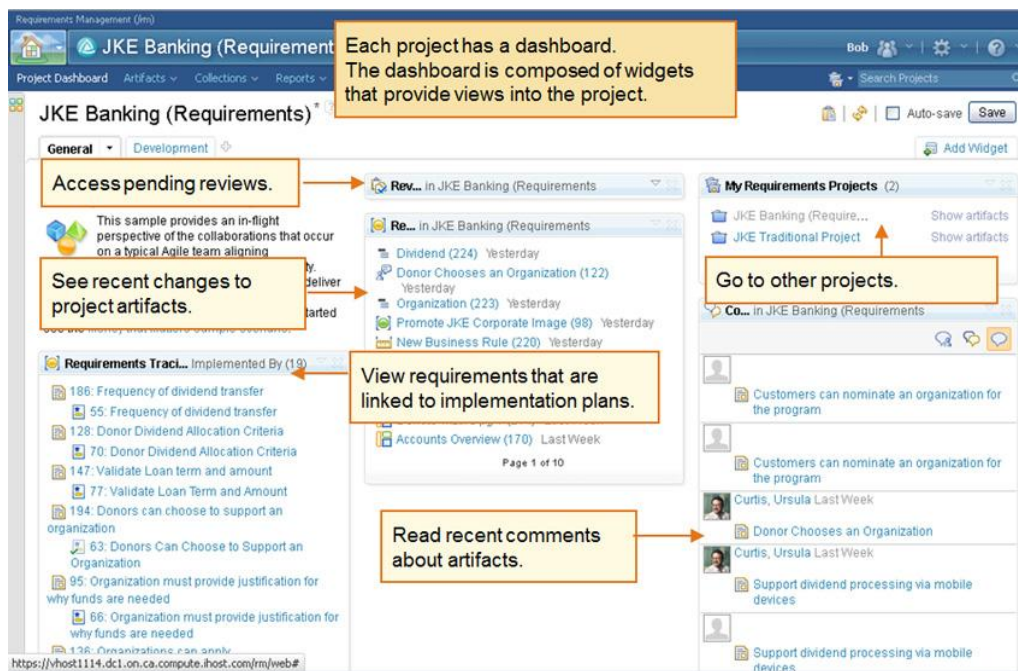 Requirements Management (/rm)
JKE Banking (Requirement
Bob
Project Dashboard Artifacts Collections Reports
Search Projects
Each project has a dashboard.
The dashboard is composed of widgets
that provide views into the project.
JKE Banking (Requirements) *
Auto-save Save
General Development
Add Widget
Access pending reviews.
This sample provides an in-flight
perspective of the collaborations that occur
on a typical Agile team aligning
deliver
See recent changes to
project artifacts.
Requirements Traci... Implemented By (19)
186: Frequency of dividend transfer
55: Frequency of dividend transfer
128: Donor Dividend Allocation Criteria
70: Donor Dividend Allocation Criteria
147: Validate Loan term and amount
77: Validate Loan Term and Amount
194: Donors can choose to support an
organization
63: Donors Can Choose to Support an
Organization
95: Organization must provide justification for
why funds are needed
66: Organization must provide justification for
why funds are needed
136: Organizations can apply
https://vhost1114.dc1.on.ca.compute.ihost.com/rm/web#
Rev... in JKE Banking (Requirements
Re... in JKE Banking (Requirements
Dividend (224) Yesterday
Donor Chooses an Organization (122)
Yesterday
Organization (223) Yesterday
Promote JKE Corporate Image (98) Yesterday
New Business Rule (220) Yesterday
View requirements that are
linked to implementation plans.
Accounts Overview (170) Last Week
Page 1 of 10
Read recent comments
about artifacts.
My Requirements Projects (2)
JKE Banking (Require... Show artifacts
JKE Traditional Project Show artifacts
Go to other projects.
Co... in JKE Banking (Requirements
Customers can nominate an organization for
the program
Customers can nominate an organization for
the program
Curtis, Ursula Last Week
Donor Chooses an Organization
Curtis, Ursula Last Week
Support dividend processing via mobile
devices
Support dividend processing via mobile
devices